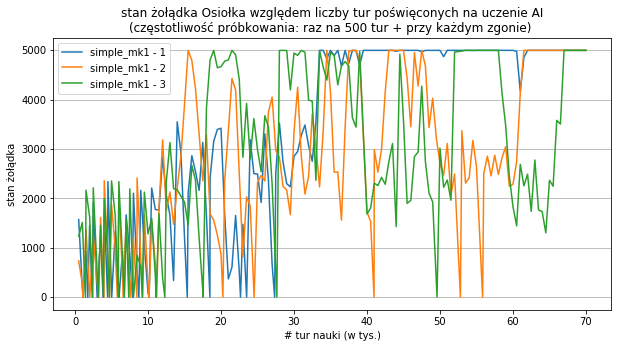 stan żołądka Osiołka względem liczby tur poświęconych na uczenie AI
(częstotliwość próbkowania: raz na 500 tur + przy każdym zgonie)
simple_mk1 - 1
simple_mk1 - 2
simple_mk1 - 3
stan żołądka
5000
4000
3000
2000
1000
0
0 10 20 30 40 50 60 70
# tur nauki (w tys.)